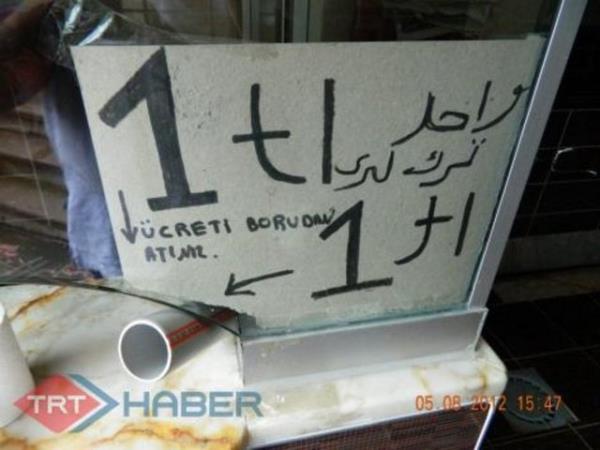 1 tl
واحد
ترك لرى
ÜCRETİ BORUDAN
ATINIZ.
1 tl
TRT HABER
05.08.2012 15:47